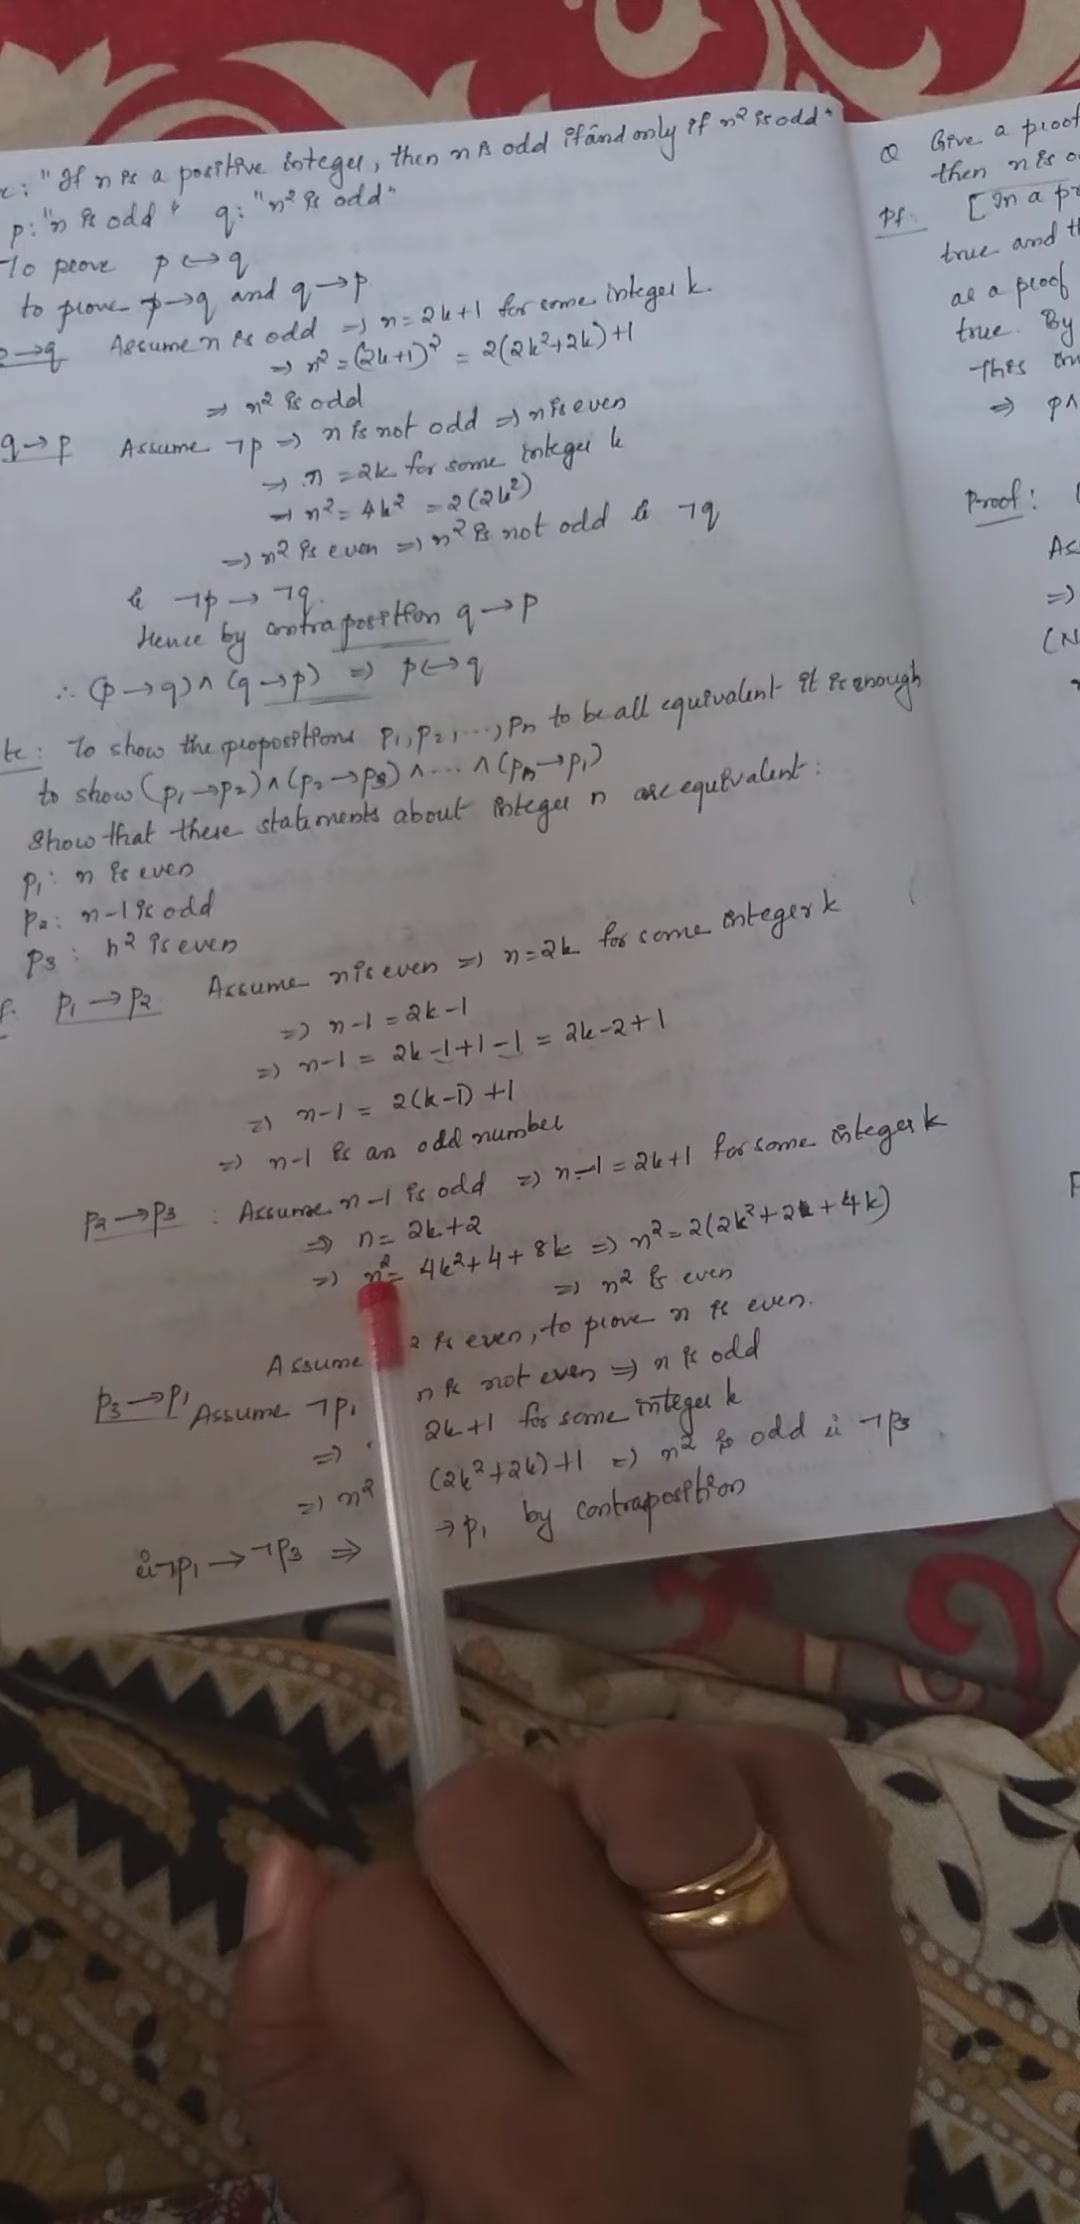 : "If n is a positive integer, then n is odd if and only if n² is odd"
p: "n is odd" q: "n² is odd"
To prove p ↔ q
to prove p→q and q→p
p→q Assume n is odd ⇒ n = 2k+1 for some integer k.
⇒ n² = (2k+1)² = 2(2k²+2k)+1
⇒ n² is odd
q→p Assume ¬p ⇒ n is not odd ⇒ n is even
⇒ n = 2k for some integer k
⇒ n² = 4k² = 2(2k²)
⇒ n² is even ⇒ n² is not odd ie ¬q
ie ¬p → ¬q.
Hence by contraposition q→p
∴ (p→q)∧(q→p) ⇒ p↔q
te: To show the propositions p₁, p₂, ..., pₙ to be all equivalent it is enough
to show (p₁→p₂)∧(p₂→p₃)∧...∧(pₙ→p₁)
Show that these statements about integer n are equivalent:
p₁: n is even
p₂: n-1 is odd
p₃: n² is even
f. p₁→p₂ Assume n is even ⇒ n=2k for some integer k
⇒ n-1 = 2k-1
⇒ n-1 = 2k-1+1-1 = 2k-2+1
⇒ n-1 = 2(k-1)+1
⇒ n-1 is an odd number
p₂→p₃ : Assume n-1 is odd ⇒ n-1 = 2k+1 for some integer k
⇒ n = 2k+2
⇒ n² = 4k²+4+8k ⇒ n² = 2(2k²+2k+4k)
⇒ n² is even
Assume ² is even, to prove n is even.
p₃→p₁ Assume ¬p₁ n is not even ⇒ n is odd
⇒ 2k+1 for some integer k
⇒ n² (2k²+2k)+1 ⇒ n² is odd ie ¬p₃
ie ¬p₁→¬p₃ ⇒ →p₁ by contraposition
Q Give a proof
then n is o
Pf. [In a pr
true and th
as a proof
true. By
This
⇒ p∧
Proof:
As
⇒
(N